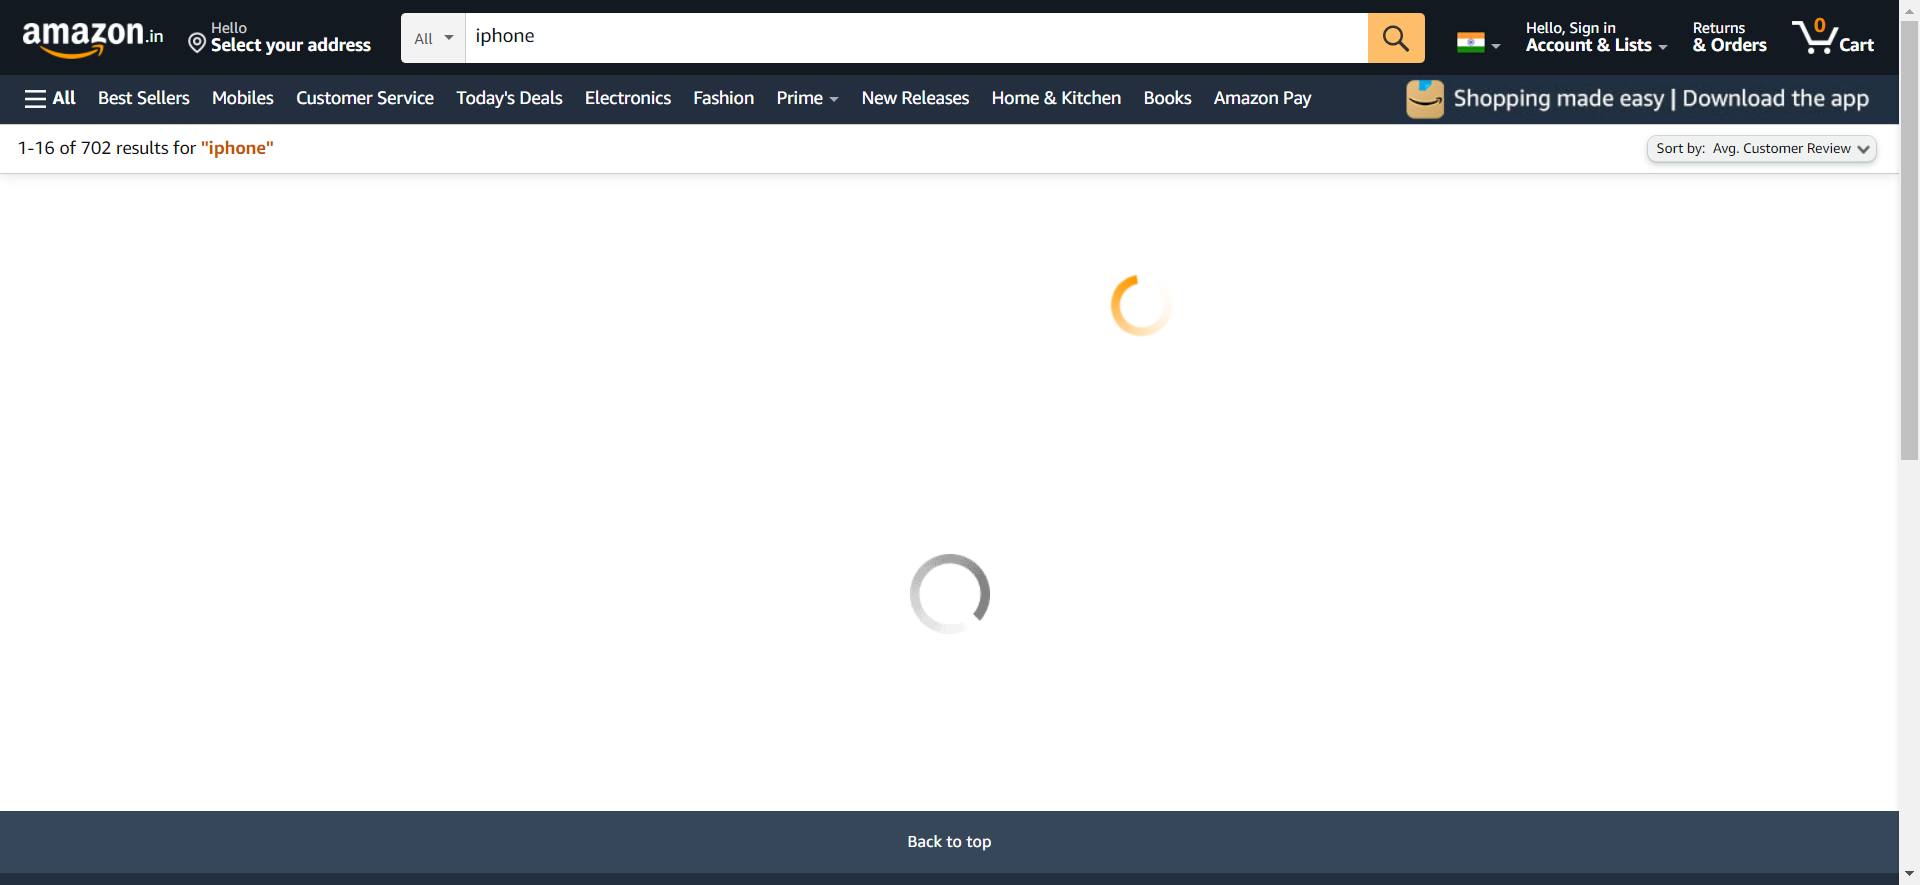 amazon.in
Hello
Select your address
All
iphone
Hello, Sign in
Account & Lists
Returns
& Orders
0
Cart
All
Best Sellers
Mobiles
Customer Service
Today's Deals
Electronics
Fashion
Prime
New Releases
Home & Kitchen
Books
Amazon Pay
Shopping made easy | Download the app
1-16 of 702 results for "iphone"
Sort by: Avg. Customer Review
Back to top